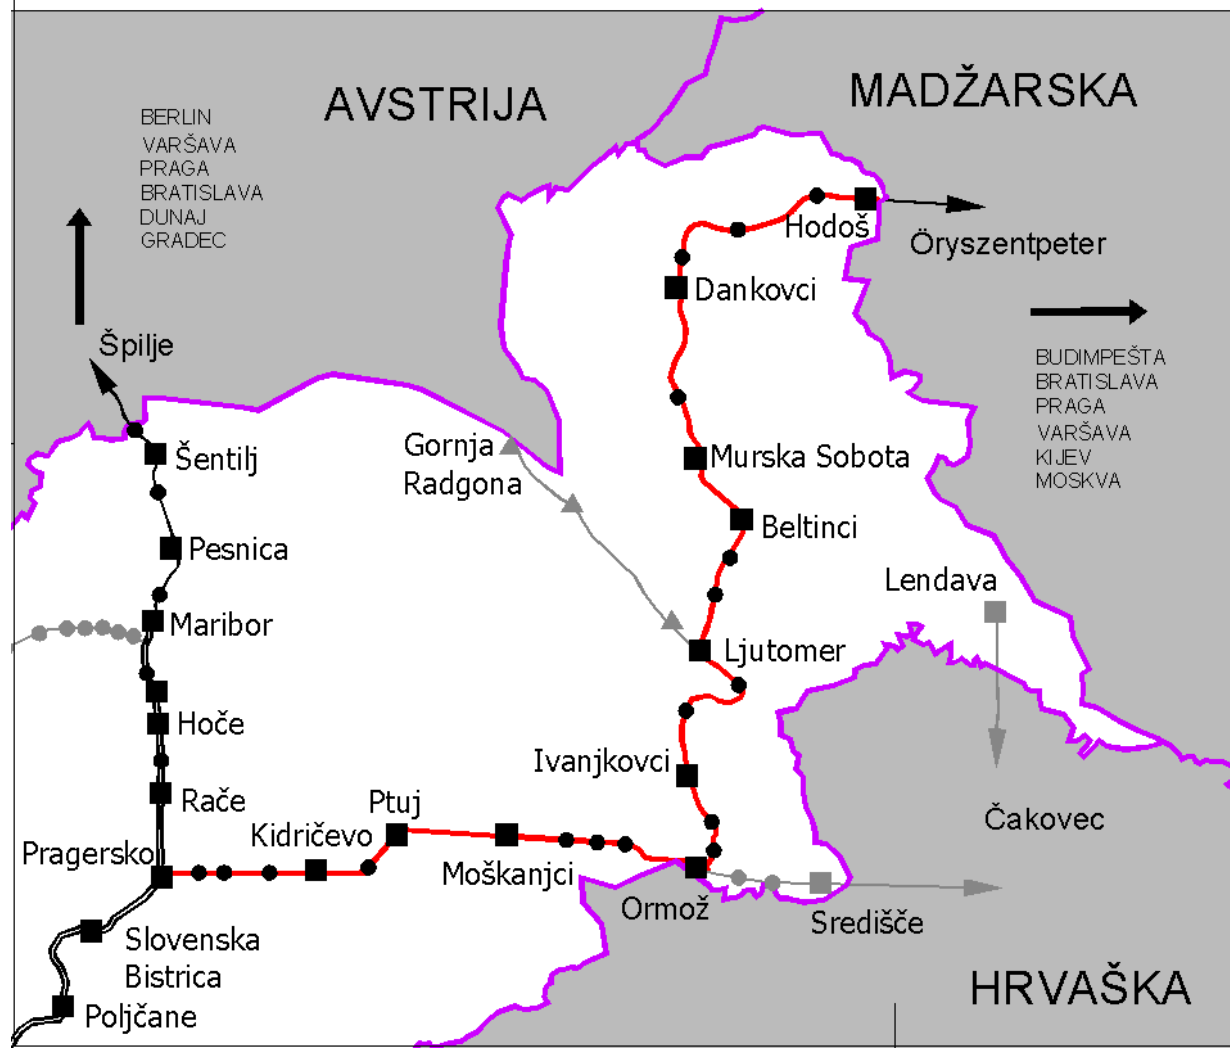 AVSTRIJA
MADŽARSKA
BERLIN
VARŠAVA
PRAGA
BRATISLAVA
DUNAJ
GRADEC
Hodoš
Öryszentpeter
Dankovci
Špilje
BUDIMPEŠTA
BRATISLAVA
PRAGA
VARŠAVA
KIJEV
MOSKVA
Šentilj
Gornja
Radgona
Murska Sobota
Beltinci
Pesnica
Lendava
Maribor
Ljutomer
Hoče
Ivanjkovci
Rače
Ptuj
Kidričevo
Čakovec
Pragersko
Moškanjci
Ormož
Središče
Slovenska
Bistrica
Poljčane
HRVAŠKA